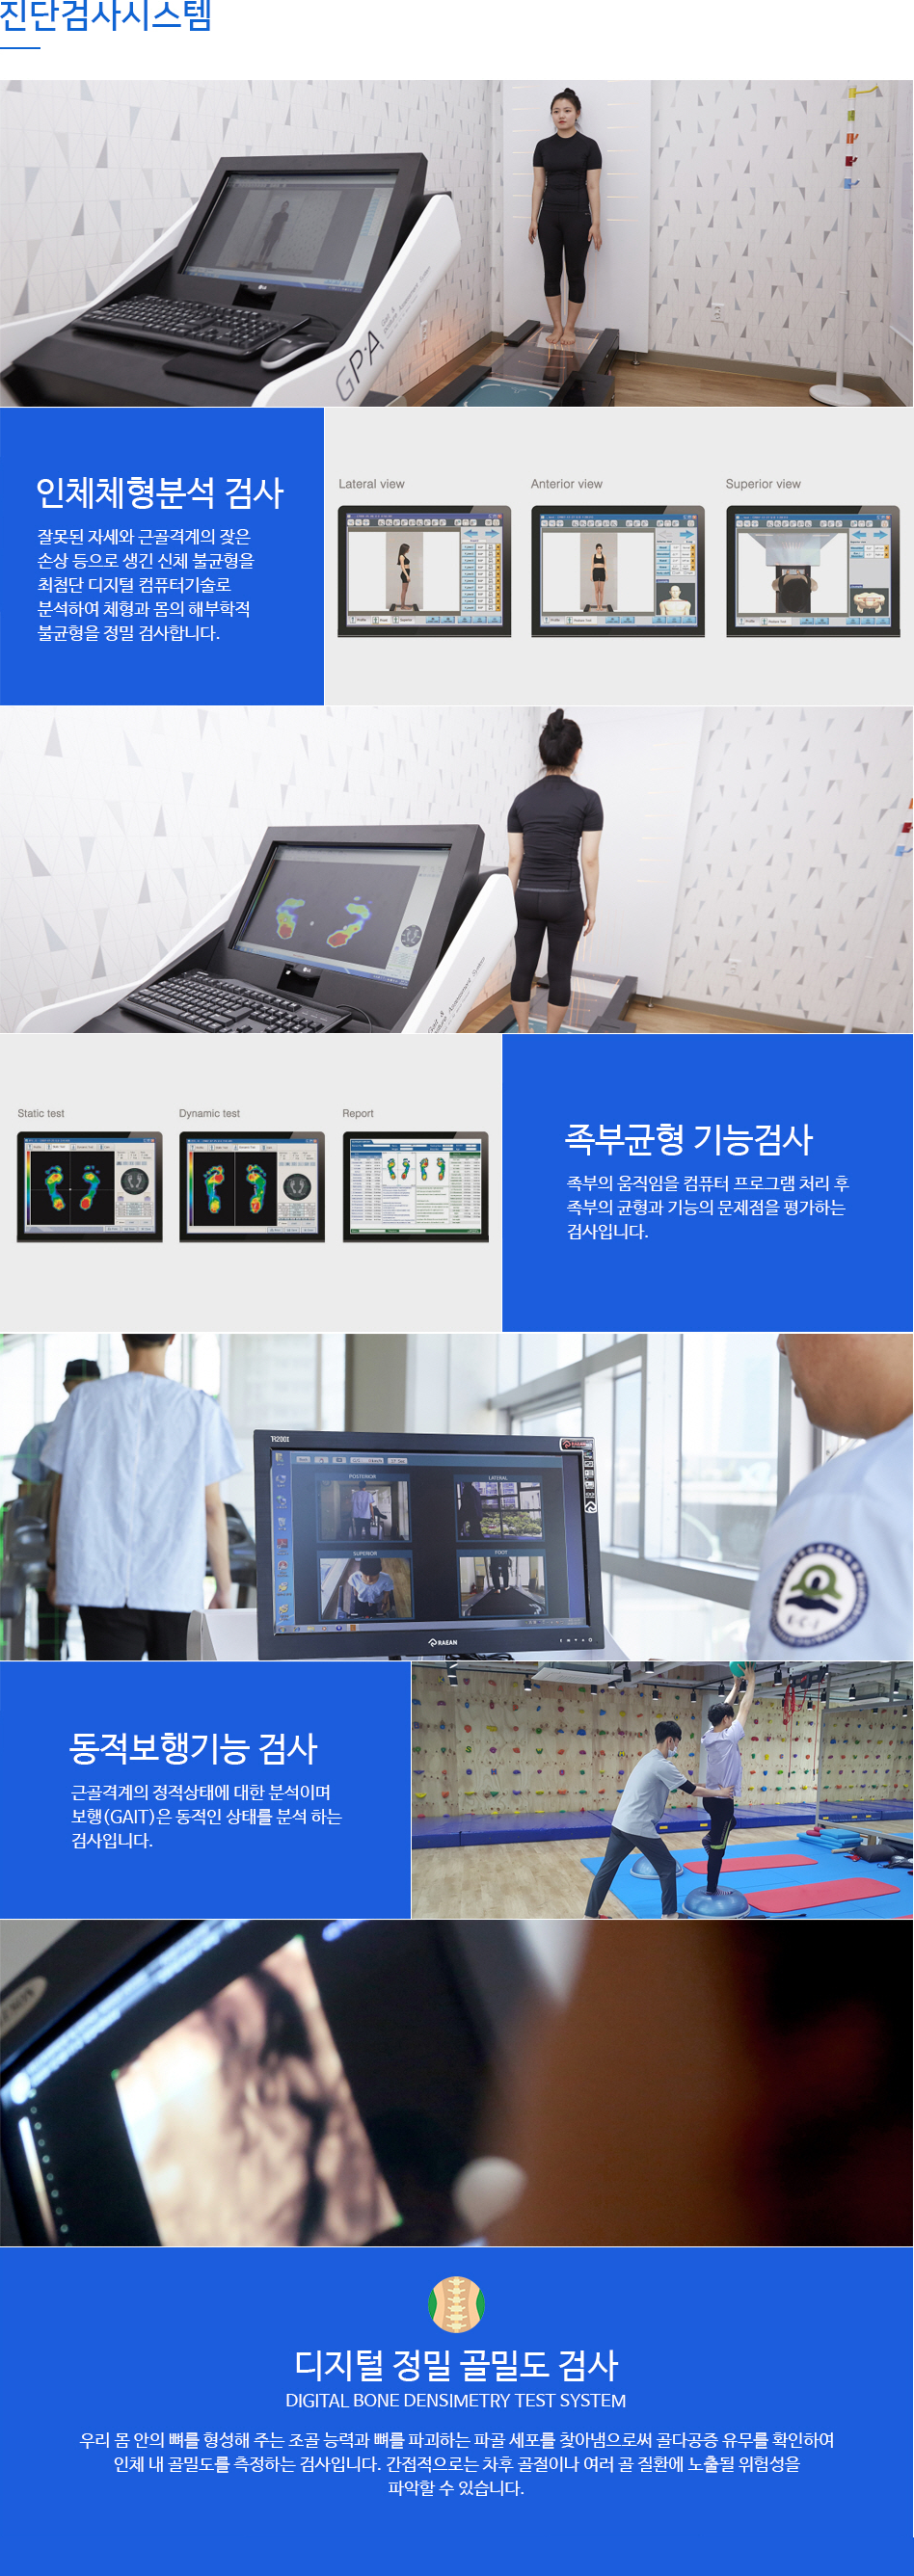 진단검사시스템
GPA
인체체형분석 검사
잘못된 자세와 근골격계의 잦은
손상 등으로 생긴 신체 불균형을
최첨단 디지털 컴퓨터기술로
분석하여 체형과 몸의 해부학적
불균형을 정밀 검사합니다.
Lateral view
Anterior view
Superior view
Static test
Dynamic test
Report
족부균형 기능검사
족부의 움직임을 컴퓨터 프로그램 처리 후
족부의 균형과 기능의 문제점을 평가하는
검사입니다.
POSTERIOR
LATERAL
SUPERIOR
FOOT
RAEAN
동적보행기능 검사
근골격계의 정적상태에 대한 분석이며
보행(GAIT)은 동적인 상태를 분석 하는
검사입니다.
디지털 정밀 골밀도 검사
DIGITAL BONE DENSIMETRY TEST SYSTEM
우리 몸 안의 뼈를 형성해 주는 조골 능력과 뼈를 파괴하는 파골 세포를 찾아냄으로써 골다공증 유무를 확인하여
인체 내 골밀도를 측정하는 검사입니다. 간접적으로는 차후 골절이나 여러 골 질환에 노출될 위험성을
파악할 수 있습니다.